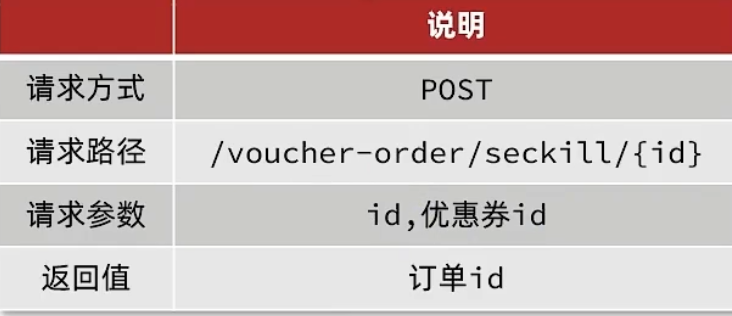 说明
请求方式 POST
请求路径 /voucher-order/seckill/{id}
请求参数 id,优惠券id
返回值 订单id